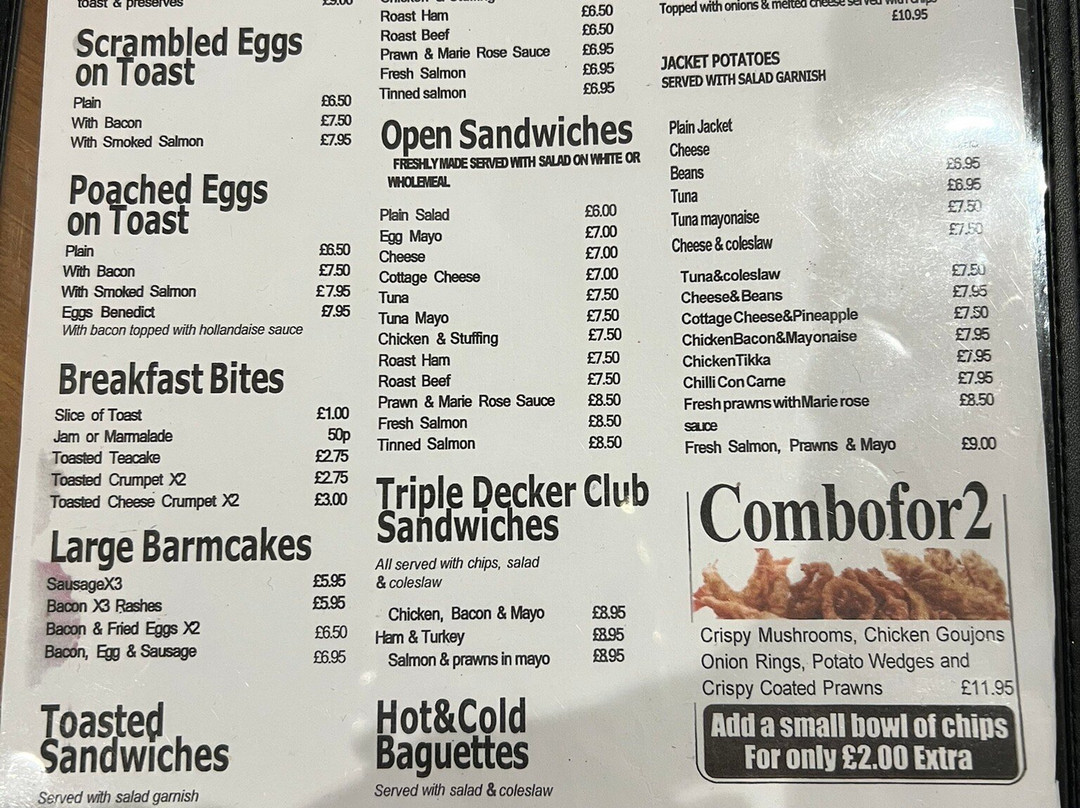 toast & preserves £9.00
Scrambled Eggs
on Toast
Plain £6.50
With Bacon £7.50
With Smoked Salmon £7.95
Poached Eggs
on Toast
Plain £6.50
With Bacon £7.50
With Smoked Salmon £7.95
Eggs Benedict £7.95
With bacon topped with hollandaise sauce
Breakfast Bites
Slice of Toast £1.00
Jam or Marmalade 50p
Toasted Teacake £2.75
Toasted Crumpet X2 £2.75
Toasted Cheese Crumpet X2 £3.00
Large Barmcakes
SausageX3 £5.95
Bacon X3 Rashes £5.95
Bacon & Fried Eggs X2 £6.50
Bacon, Egg & Sausage £6.95
Toasted
Sandwiches
Served with salad garnish
Roast Ham £6.50
Roast Beef £6.50
Prawn & Marie Rose Sauce £6.95
Fresh Salmon £6.95
Tinned salmon £6.95
Open Sandwiches
FRESHLY MADE SERVED WITH SALAD ON WHITE OR
WHOLEMEAL
Plain Salad £6.00
Egg Mayo £7.00
Cheese £7.00
Cottage Cheese £7.00
Tuna £7.50
Tuna Mayo £7.50
Chicken & Stuffing £7.50
Roast Ham £7.50
Roast Beef £7.50
Prawn & Marie Rose Sauce £8.50
Fresh Salmon £8.50
Tinned Salmon £8.50
Triple Decker Club
Sandwiches
All served with chips, salad
& coleslaw
Chicken, Bacon & Mayo £8.95
Ham & Turkey £8.95
Salmon & prawns in mayo £8.95
Hot&Cold
Baguettes
Served with salad & coleslaw
Topped with onions & melted cheese served with chips
£10.95
JACKET POTATOES
SERVED WITH SALAD GARNISH
Plain Jacket
Cheese £6.95
Beans £6.95
Tuna £7.50
Tuna mayonaise £7.50
Cheese & coleslaw
Tuna&coleslaw £7.50
Cheese&Beans £7.95
Cottage Cheese&Pineapple £7.50
ChickenBacon&Mayonaise £7.95
ChickenTikka £7.95
Chilli Con Carne £7.95
Fresh prawns with Marie rose £8.50
sauce
Fresh Salmon, Prawns & Mayo £9.00
Combofor2
Crispy Mushrooms, Chicken Goujons
Onion Rings, Potato Wedges and
Crispy Coated Prawns £11.95
Add a small bowl of chips
For only £2.00 Extra